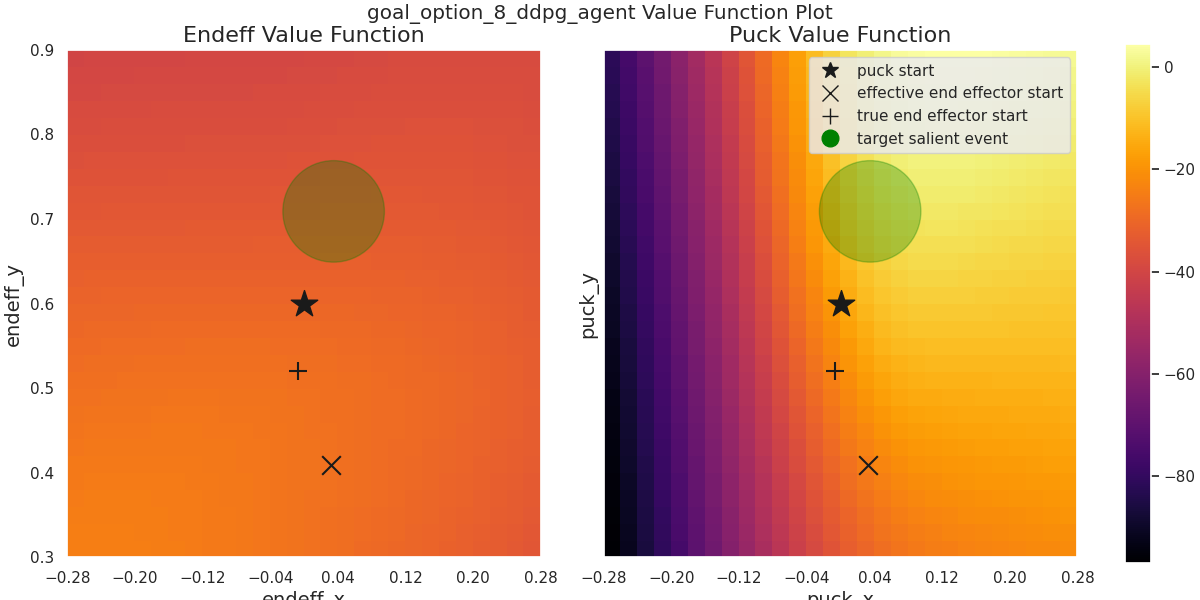 goal_option_8_ddpg_agent Value Function Plot
Endeff Value Function
Puck Value Function
puck start
effective end effector start
true end effector start
target salient event
endeff_y
0.9
0.8
0.7
0.6
0.5
0.4
0.3
−0.28 −0.20 −0.12 −0.04 0.04 0.12 0.20 0.28
endeff_x
puck_y
−0.28 −0.20 −0.12 −0.04 0.04 0.12 0.20 0.28
puck_x
0
−20
−40
−60
−80